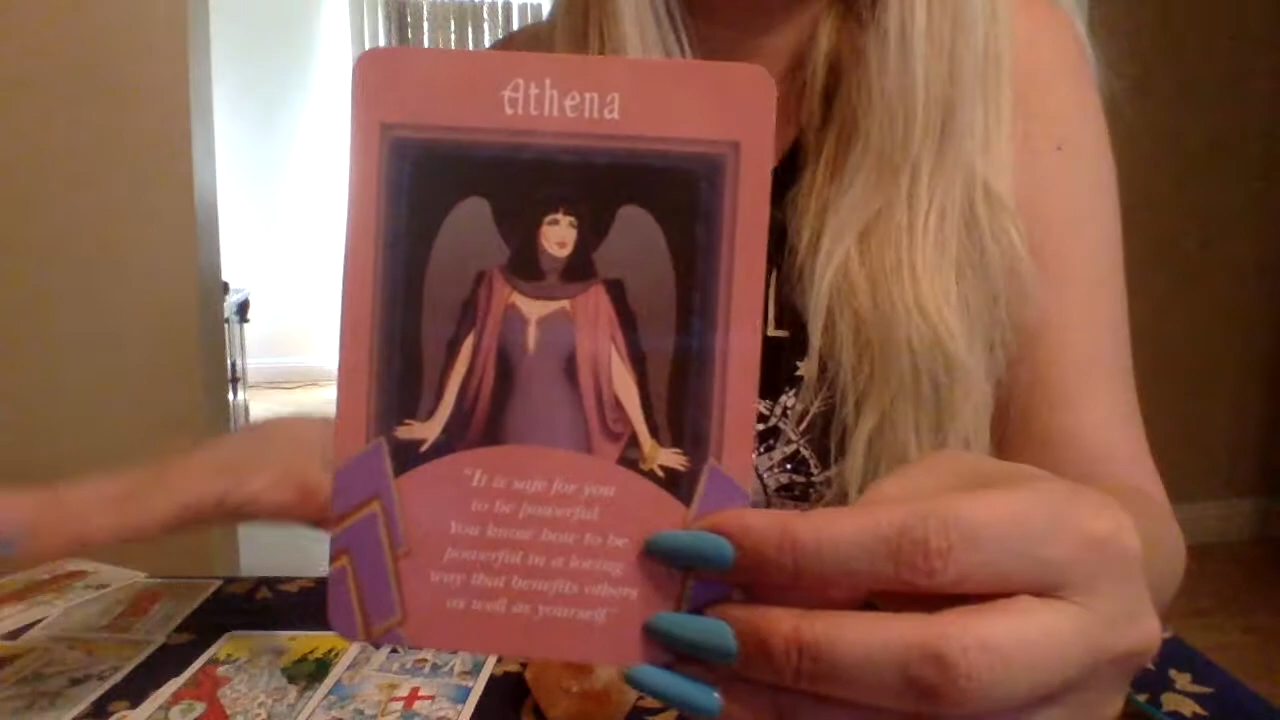 Athena
"It is safe for you
to be powerful.
You know how to be
powerful in a loving
way that benefits others
as well as yourself"
L